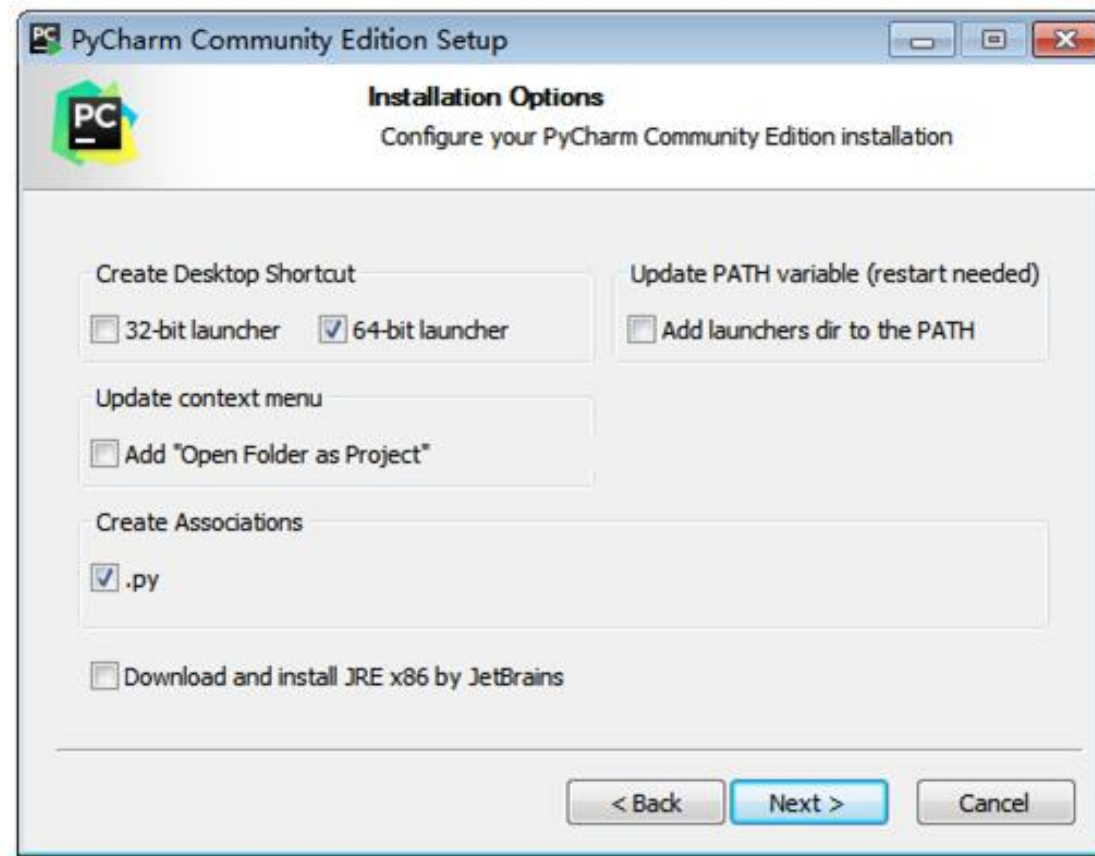 PyCharm Community Edition Setup
PC
Installation Options
Configure your PyCharm Community Edition installation
Create Desktop Shortcut
32-bit launcher 64-bit launcher
Update PATH variable (restart needed)
Add launchers dir to the PATH
Update context menu
Add "Open Folder as Project"
Create Associations
.py
Download and install JRE x86 by JetBrains
< Back Next > Cancel